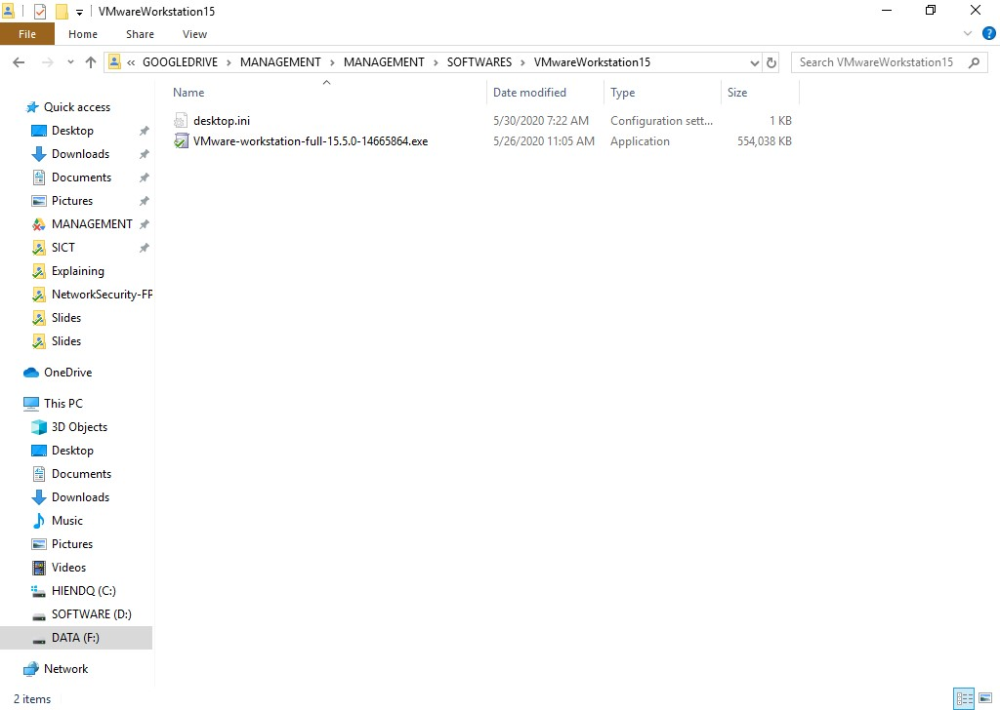 VMwareWorkstation15
File Home Share View
« GOOGLEDRIVE > MANAGEMENT > MANAGEMENT > SOFTWARES > VMwareWorkstation15
Search VMwareWorkstation15
Name Date modified Type Size
desktop.ini 5/30/2020 7:22 AM Configuration sett... 1 KB
VMware-workstation-full-15.5.0-14665864.exe 5/26/2020 11:05 AM Application 554,038 KB
Quick access
Desktop
Downloads
Documents
Pictures
MANAGEMENT
SICT
Explaining
NetworkSecurity-FP
Slides
Slides
OneDrive
This PC
3D Objects
Desktop
Documents
Downloads
Music
Pictures
Videos
HIENDQ (C:)
SOFTWARE (D:)
DATA (F:)
Network
2 items